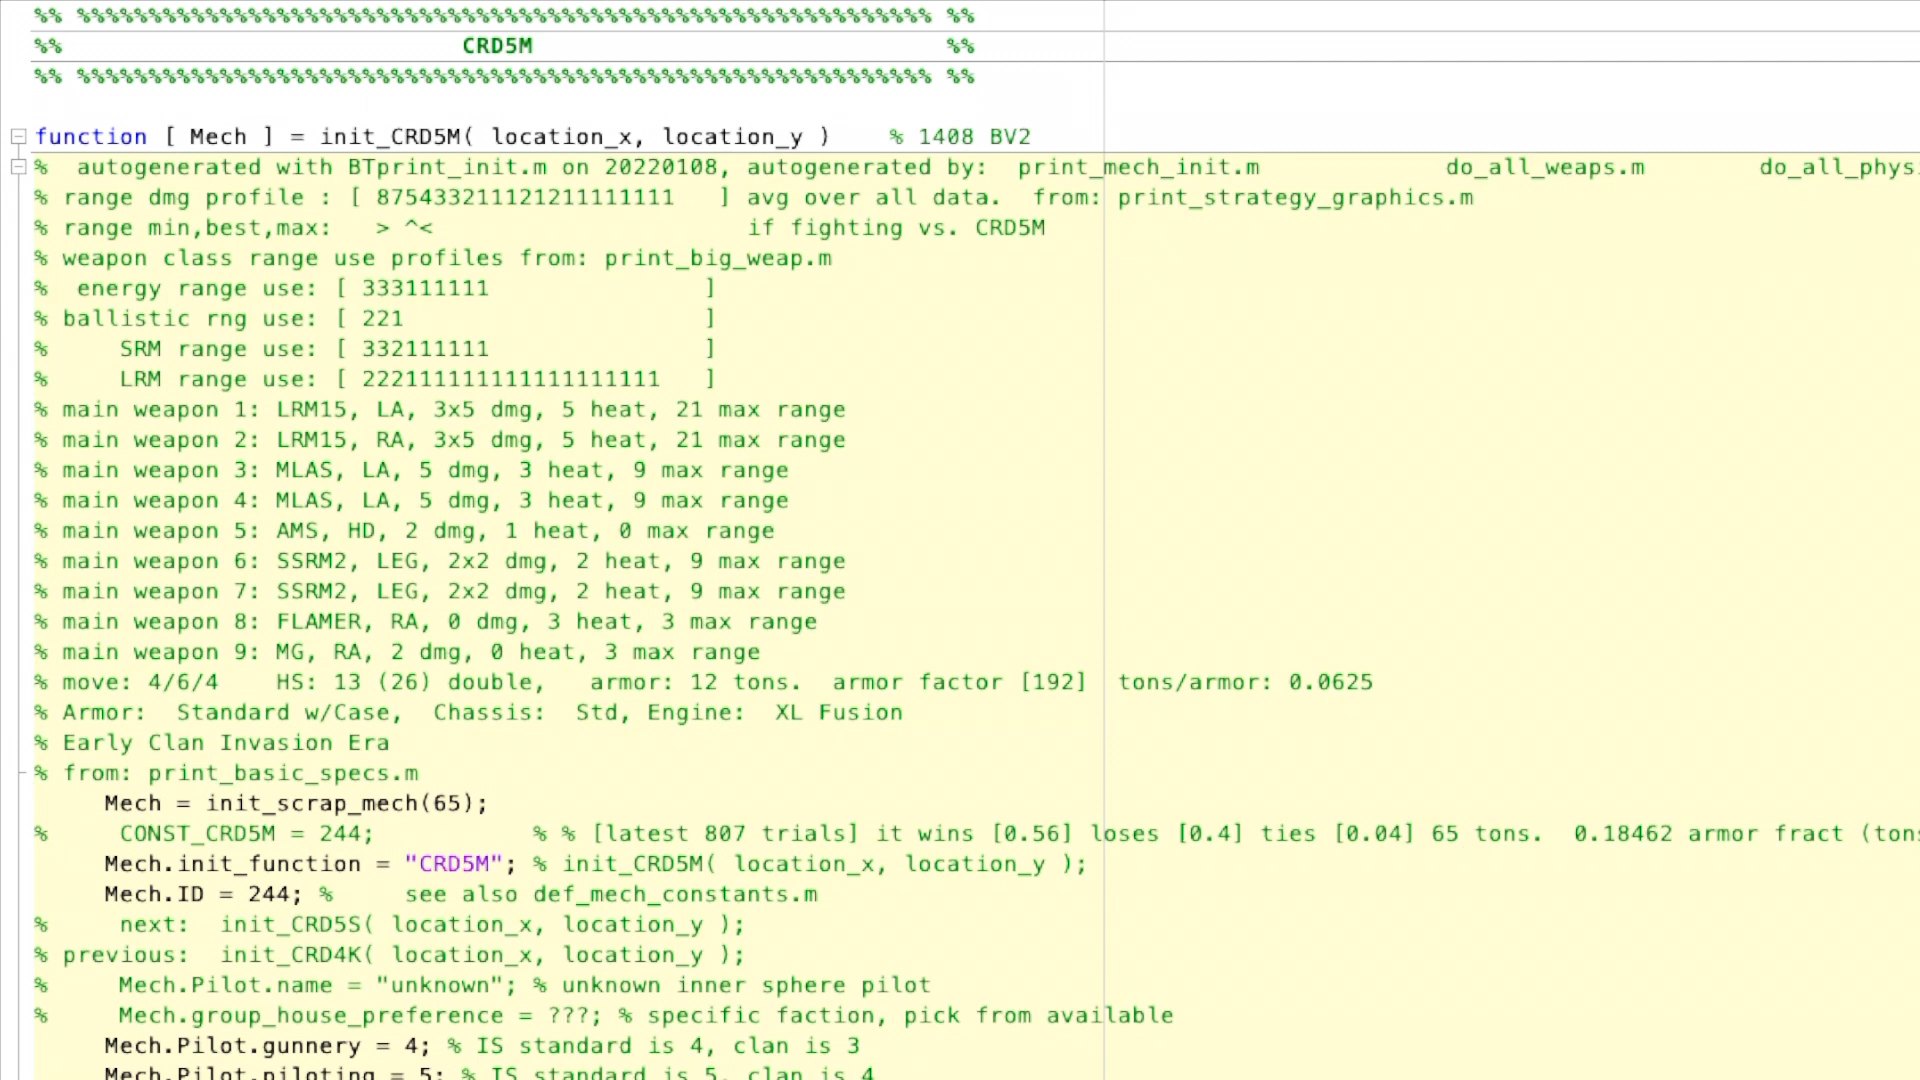 %% %%%%%%%%%%%%%%%%%%%%%%%%%%%%%%%%%%%%%%%%%%%%%%%%%%%%%%%%%%%% %%
%% CRD5M %%
%% %%%%%%%%%%%%%%%%%%%%%%%%%%%%%%%%%%%%%%%%%%%%%%%%%%%%%%%%%%%% %%
function [ Mech ] = init_CRD5M( location_x, location_y ) % 1408 BV2
% autogenerated with BTprint_init.m on 20220108, autogenerated by: print_mech_init.m do_all_weaps.m do_all_physi
% range dmg profile : [ 875433211121211111111 ] avg over all data. from: print_strategy_graphics.m
% range min,best,max: > ^< if fighting vs. CRD5M
% weapon class range use profiles from: print_big_weap.m
% energy range use: [ 333111111 ]
% ballistic rng use: [ 221 ]
% SRM range use: [ 332111111 ]
% LRM range use: [ 222111111111111111111 ]
% main weapon 1: LRM15, LA, 3x5 dmg, 5 heat, 21 max range
% main weapon 2: LRM15, RA, 3x5 dmg, 5 heat, 21 max range
% main weapon 3: MLAS, LA, 5 dmg, 3 heat, 9 max range
% main weapon 4: MLAS, LA, 5 dmg, 3 heat, 9 max range
% main weapon 5: AMS, HD, 2 dmg, 1 heat, 0 max range
% main weapon 6: SSRM2, LEG, 2x2 dmg, 2 heat, 9 max range
% main weapon 7: SSRM2, LEG, 2x2 dmg, 2 heat, 9 max range
% main weapon 8: FLAMER, RA, 0 dmg, 3 heat, 3 max range
% main weapon 9: MG, RA, 2 dmg, 0 heat, 3 max range
% move: 4/6/4 HS: 13 (26) double, armor: 12 tons. armor factor [192] tons/armor: 0.0625
% Armor: Standard w/Case, Chassis: Std, Engine: XL Fusion
% Early Clan Invasion Era
% from: print_basic_specs.m
Mech = init_scrap_mech(65);
% CONST_CRD5M = 244; % % [latest 807 trials] it wins [0.56] loses [0.4] ties [0.04] 65 tons. 0.18462 armor fract (tons
Mech.init_function = "CRD5M"; % init_CRD5M( location_x, location_y );
Mech.ID = 244; % see also def_mech_constants.m
% next: init_CRD5S( location_x, location_y );
% previous: init_CRD4K( location_x, location_y );
% Mech.Pilot.name = "unknown"; % unknown inner sphere pilot
% Mech.group_house_preference = ???; % specific faction, pick from available
Mech.Pilot.gunnery = 4; % IS standard is 4, clan is 3
Mech.Pilot.piloting = 5; % IS standard is 5, clan is 4